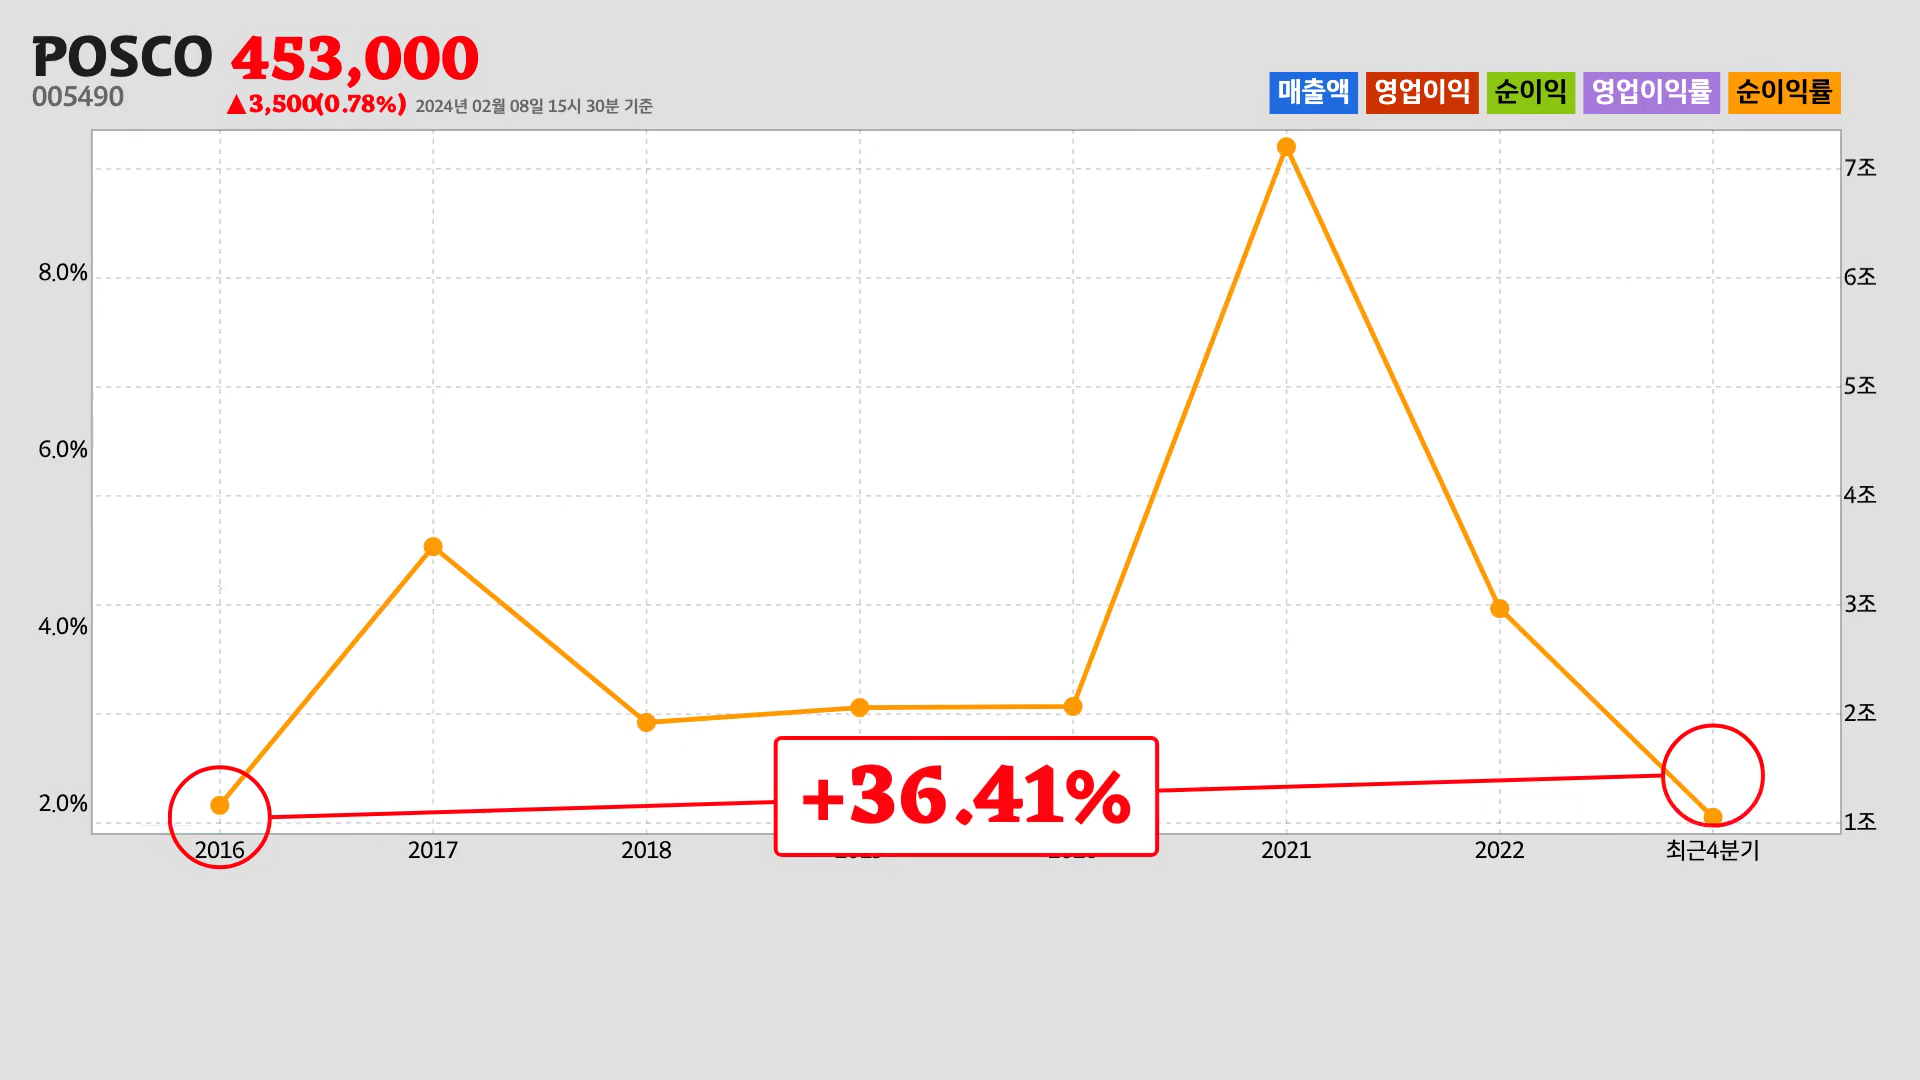 POSCO 453,000
005490
▲3,500(0.78%) 2024년 02월 08일 15시 30분 기준
매출액 영업이익 순이익 영업이익률 순이익률
7조
8.0%
6조
5조
6.0%
4조
4.0%
3조
2조
+36.41%
2.0%
1조
2016 2017 2018 2021 2022 최근4분기